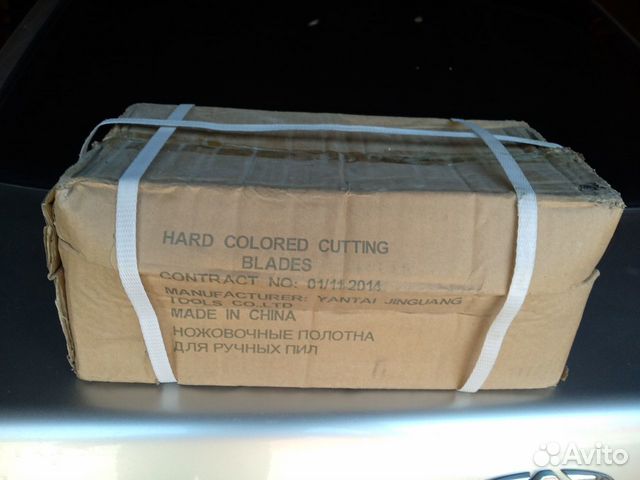 HARD COLORED CUTTING
BLADES
CONTRACT NO: 01/11-2014
MANUFACTURER: YANTAI JINGUANG
TOOLS CO.,LTD
MADE IN CHINA
НОЖОВОЧНЫЕ ПОЛОТНА
ДЛЯ РУЧНЫХ ПИЛ
Avito